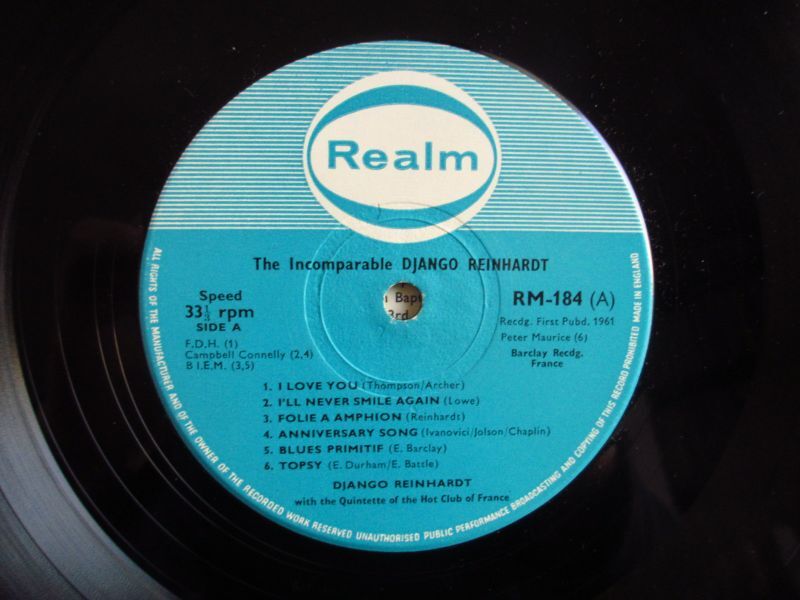 Realm
The Incomparable DJANGO REINHARDT
Speed
33⅓ rpm
SIDE A
F.D.H. (1)
Campbell Connelly (2,4)
B I.E.M. (3,5)
RM-184 (A)
Recdg. First Pubd. 1961
Peter Maurice (6)
Barclay Recdg.
France
3rd
1. I LOVE YOU (Thompson/Archer)
2. I'LL NEVER SMILE AGAIN (Lowe)
3. FOLIE A AMPHION (Reinhardt)
4. ANNIVERSARY SONG (Ivanovici/Jolson/Chaplin)
5. BLUES PRIMITIF (E. Barclay)
6. TOPSY (E. Durham/E. Battle)
DJANGO REINHARDT
with the Quintette of the Hot Club of France
ALL RIGHTS OF THE MANUFACTURER AND OF THE OWNER OF THE RECORDED WORK RESERVED UNAUTHORISED PUBLIC PERFORMANCE BROADCASTING AND COPYING OF THIS RECORD PROHIBITED MADE IN ENGLAND